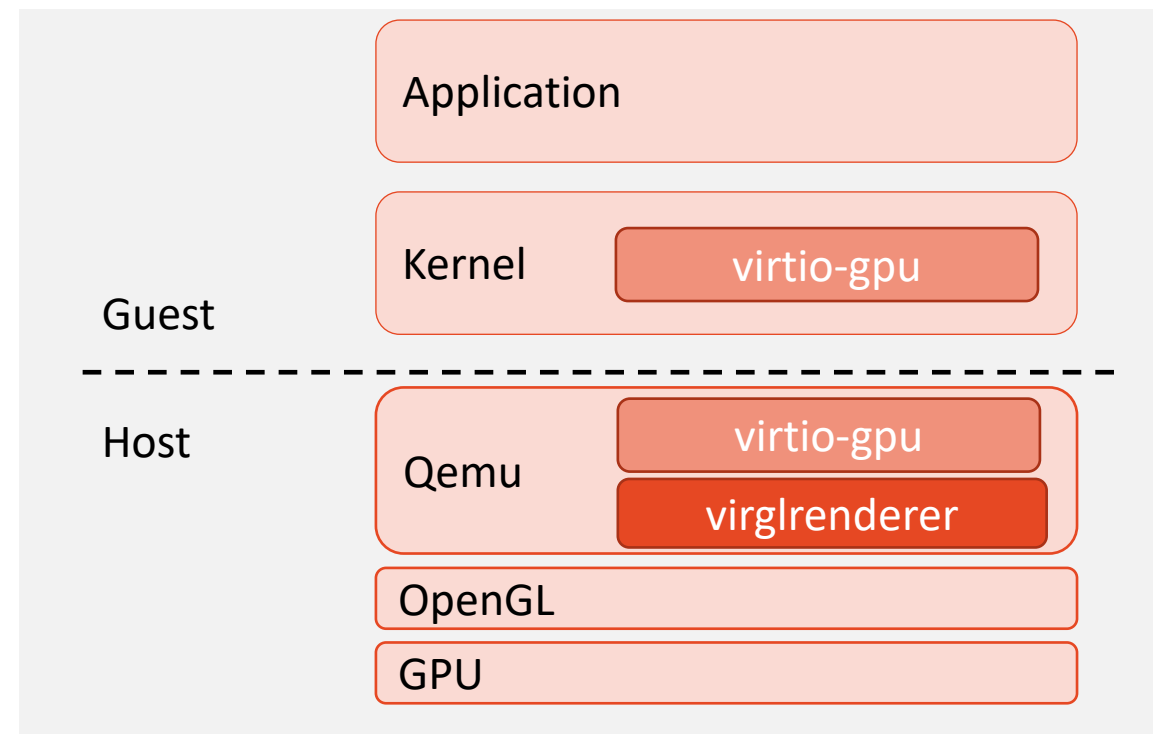 Application
Kernel
virtio-gpu
Guest
Host
virtio-gpu
Qemu
virglrenderer
OpenGL
GPU